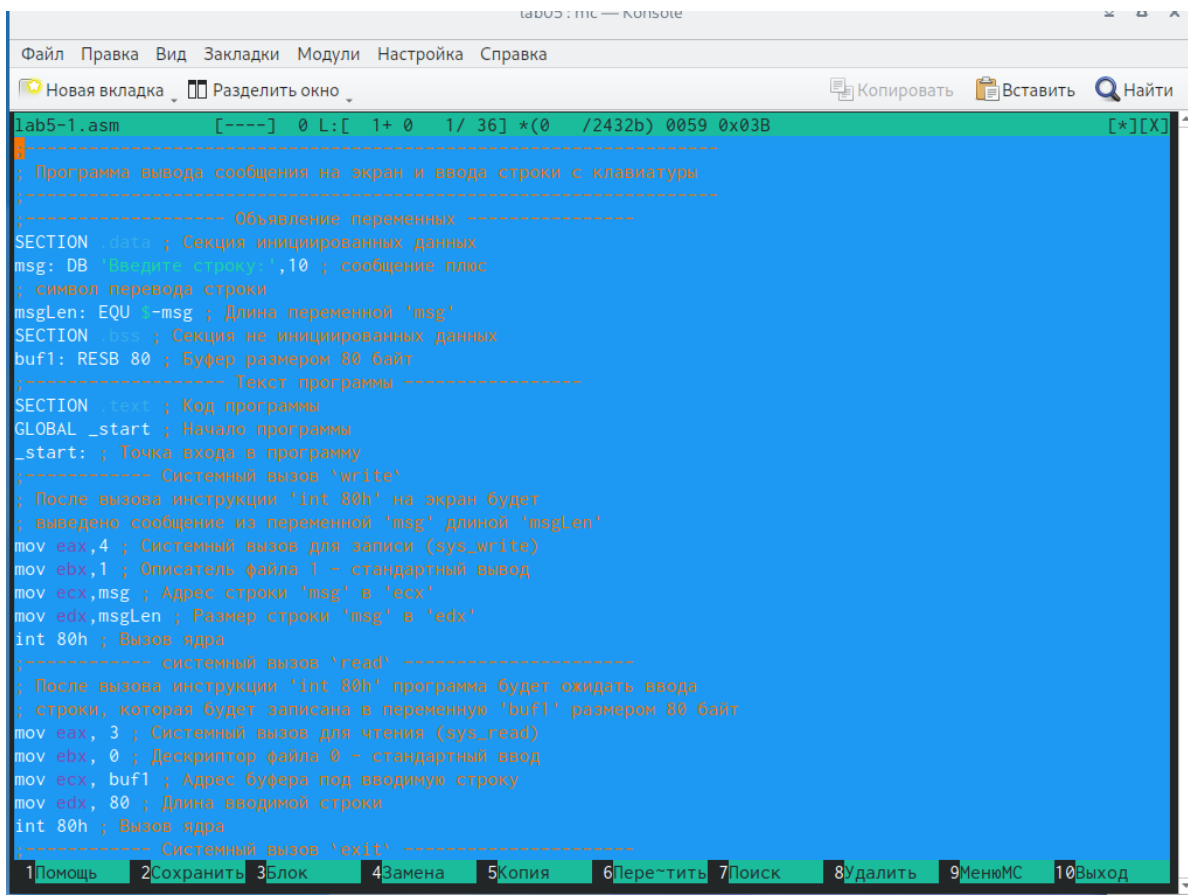 lab05 : mc — Konsole
Файл Правка Вид Закладки Модули Настройка Справка
Новая вкладка Разделить окно Копировать Вставить Найти
lab5-1.asm [----] 0 L:[ 1+ 0 1/ 36] *(0 /2432b) 0059 0x03B [*][X]
;------------------------------------------------------------------
; Программа вывода сообщения на экран и ввода строки с клавиатуры
;------------------------------------------------------------------
;------------------- Объявление переменных ----------------
SECTION .data ; Секция инициированных данных
msg: DB 'Введите строку:',10 ; сообщение плюс
; символ перевода строки
msgLen: EQU $-msg ; Длина переменной 'msg'
SECTION .bss ; Секция не инициированных данных
buf1: RESB 80 ; Буфер размером 80 байт
;------------------- Текст программы -----------------
SECTION .text ; Код программы
GLOBAL _start ; Начало программы
_start: ; Точка входа в программу
;------------ Системный вызов `write`
; После вызова инструкции 'int 80h' на экран будет
; выведено сообщение из переменной 'msg' длиной 'msgLen'
mov eax,4 ; Системный вызов для записи (sys_write)
mov ebx,1 ; Описатель файла 1 - стандартный вывод
mov ecx,msg ; Адрес строки 'msg' в 'ecx'
mov edx,msgLen ; Размер строки 'msg' в 'edx'
int 80h ; Вызов ядра
;------------ системный вызов `read` ----------------------
; После вызова инструкции 'int 80h' программа будет ожидать ввода
; строки, которая будет записана в переменную 'buf1' размером 80 байт
mov eax, 3 ; Системный вызов для чтения (sys_read)
mov ebx, 0 ; Дескриптор файла 0 - стандартный ввод
mov ecx, buf1 ; Адрес буфера под вводимую строку
mov edx, 80 ; Длина вводимой строки
int 80h ; Вызов ядра
;------------ Системный вызов `exit` ----------------------
1Помощь 2Сохранить 3Блок 4Замена 5Копия 6Пере~тить 7Поиск 8Удалить 9МенюМС 10Выход